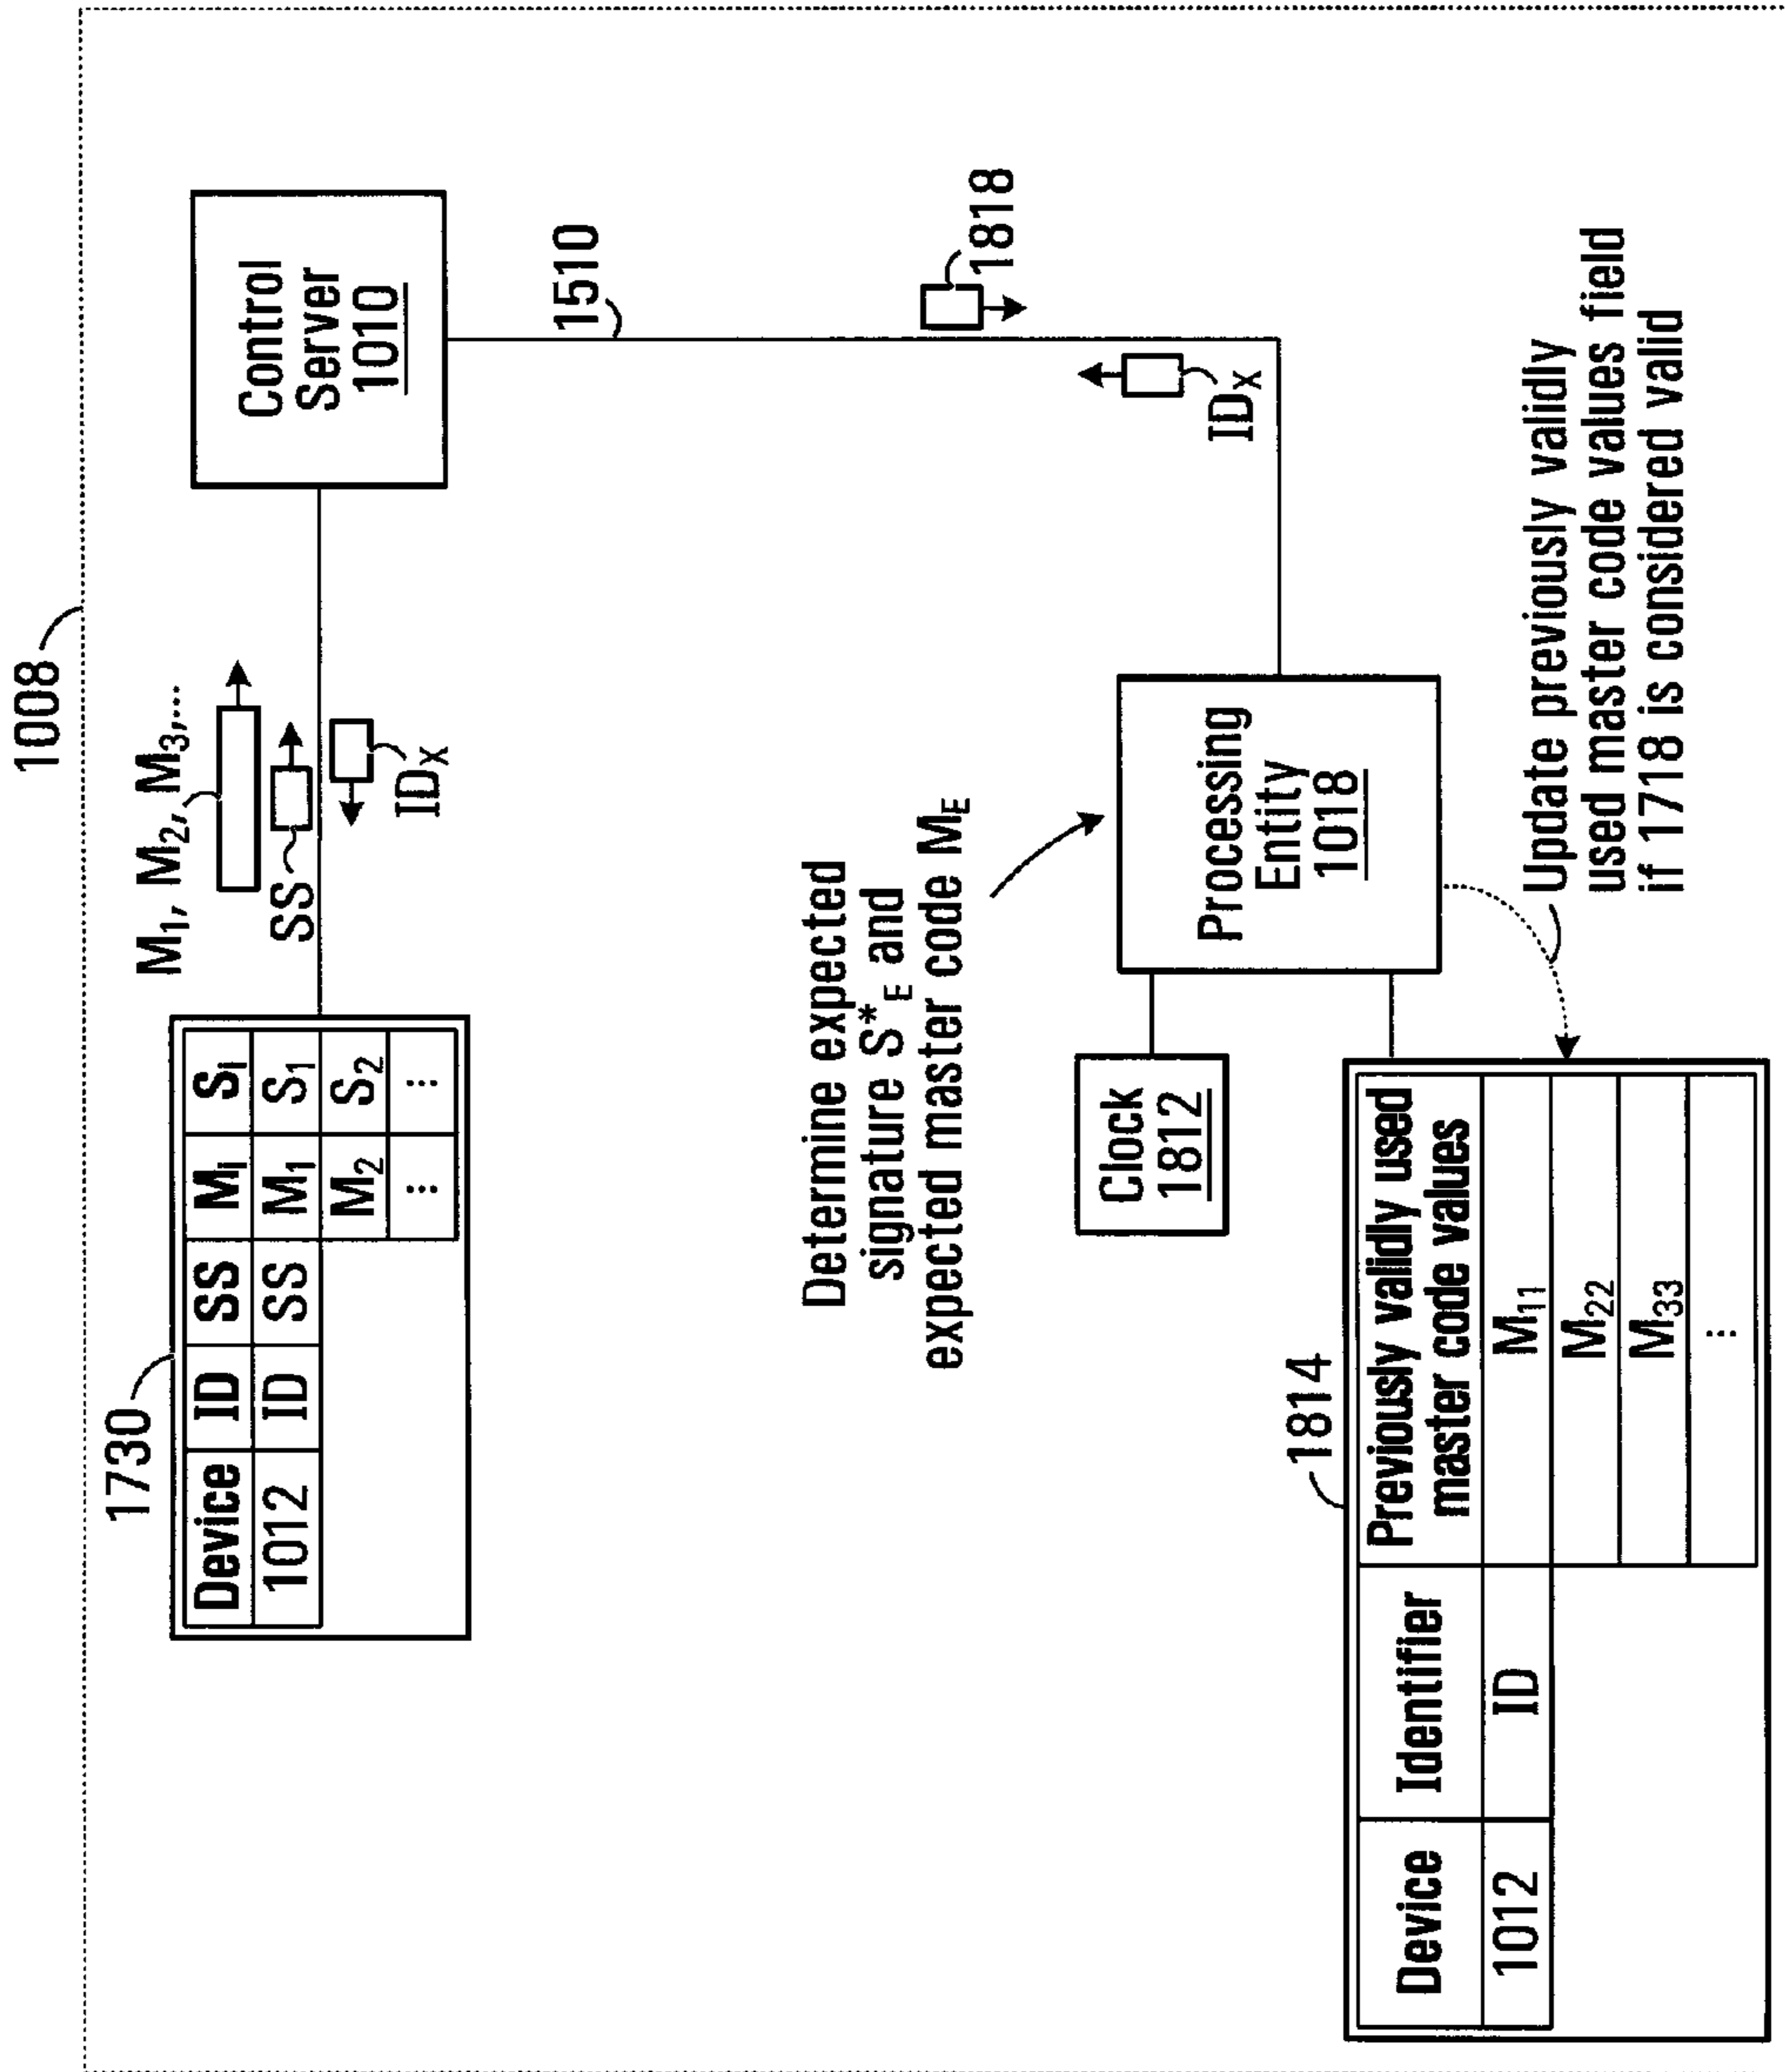 1008
1730
Device ID SS Mi Si
1012 ID SS M1 S1
M2 S2
⋮ ⋮
M1, M2, M3,...
SS
IDX
Control
Server
1010
1510
1818
IDX
Determine expected
signature S*E and
expected master code ME
Clock
1812
Processing
Entity
1018
1814
Device Identifier Previously validly used
master code values
1012 ID M11
M22
M33
⋮
Update previously validly
used master code values field
if 1718 is considered valid